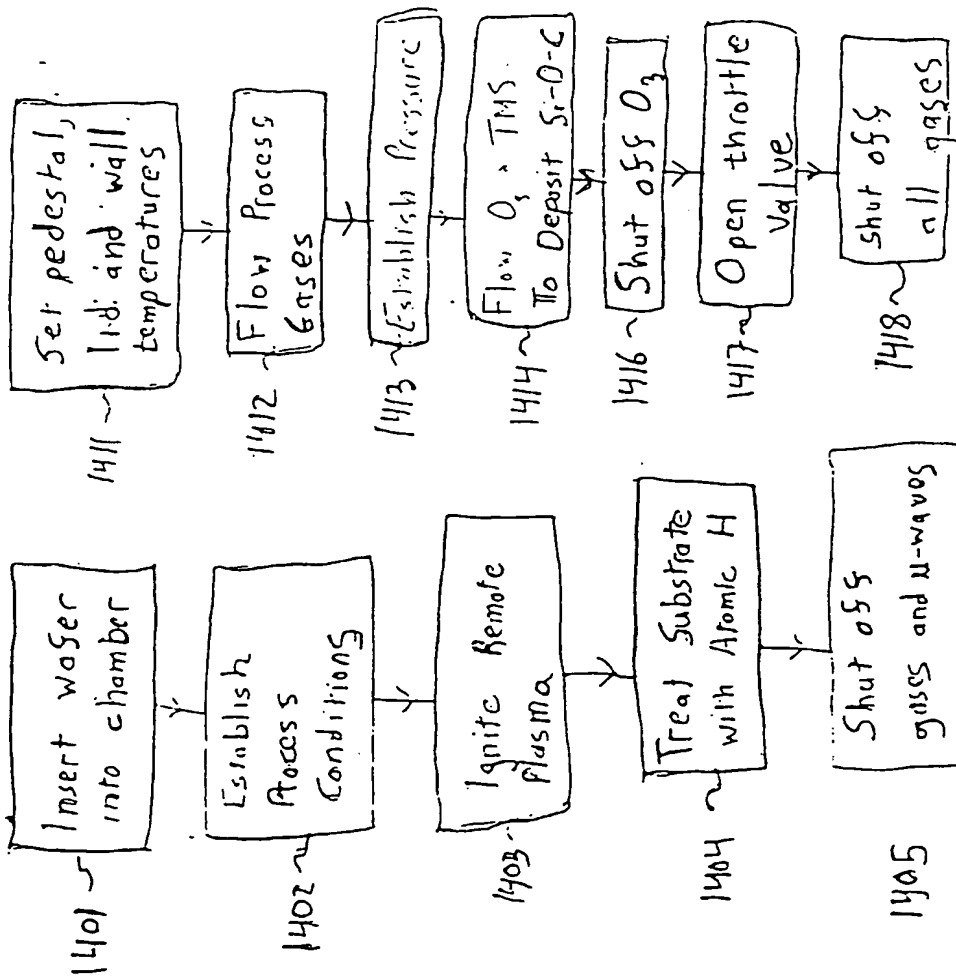 1401
Insert wafer
into chamber
1402
Establish
Process
Conditions
1403
Ignite Remote
Plasma
1404
Treat Substrate
with Atomic H
1405
Shut off
gases and μ-waves
1411
Set pedestal,
lid and wall
temperatures
1412
Flow Process
Gases
1413
Establish Pressure
1414
Flow O3 + TMS
To Deposit Si-O-C
1416
Shut off O3
1417
Open throttle
Valve
1418
Shut off
all gases